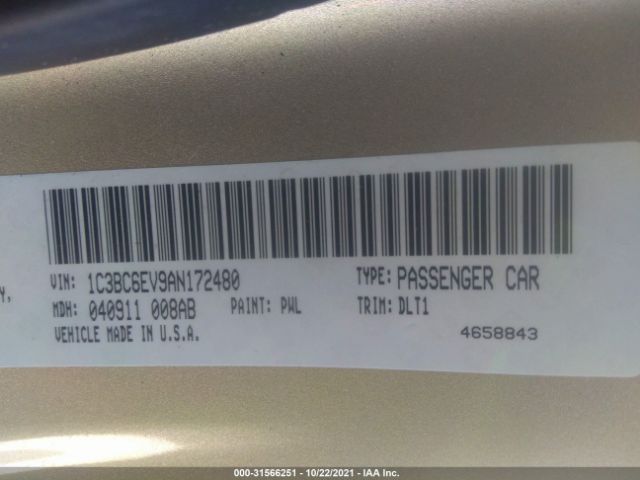 VIN: 1C3BC6EV9AN172480 TYPE: PASSENGER CAR
Y,
MDH: 040911 008AB PAINT: PWL TRIM: DLT1
VEHICLE MADE IN U.S.A. 4658843
000-31566251 - 10/22/2021 - IAA Inc.